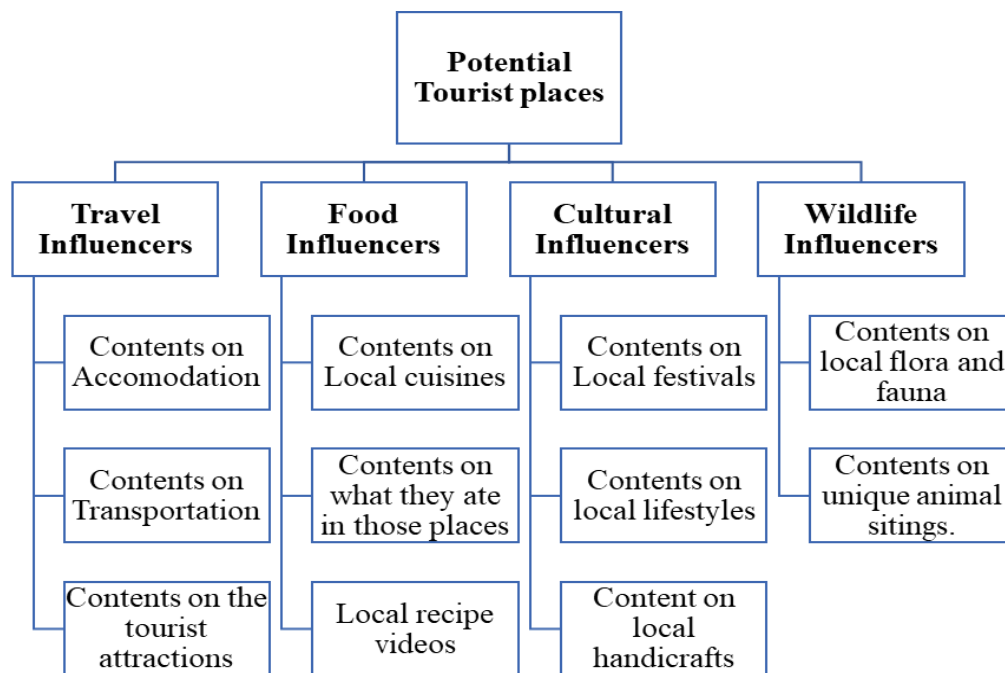 Potential
Tourist places
Travel
Influencers
Food
Influencers
Cultural
Influencers
Wildlife
Influencers
Contents on
Accomodation
Contents on
Local cuisines
Contents on
Local festivals
Contents on
local flora and
fauna
Contents on
Transportation
Contents on
what they ate
in those places
Contents on
local lifestyles
Contents on
unique animal
sitings.
Contents on the
tourist
attractions
Local recipe
videos
Content on
local
handicrafts